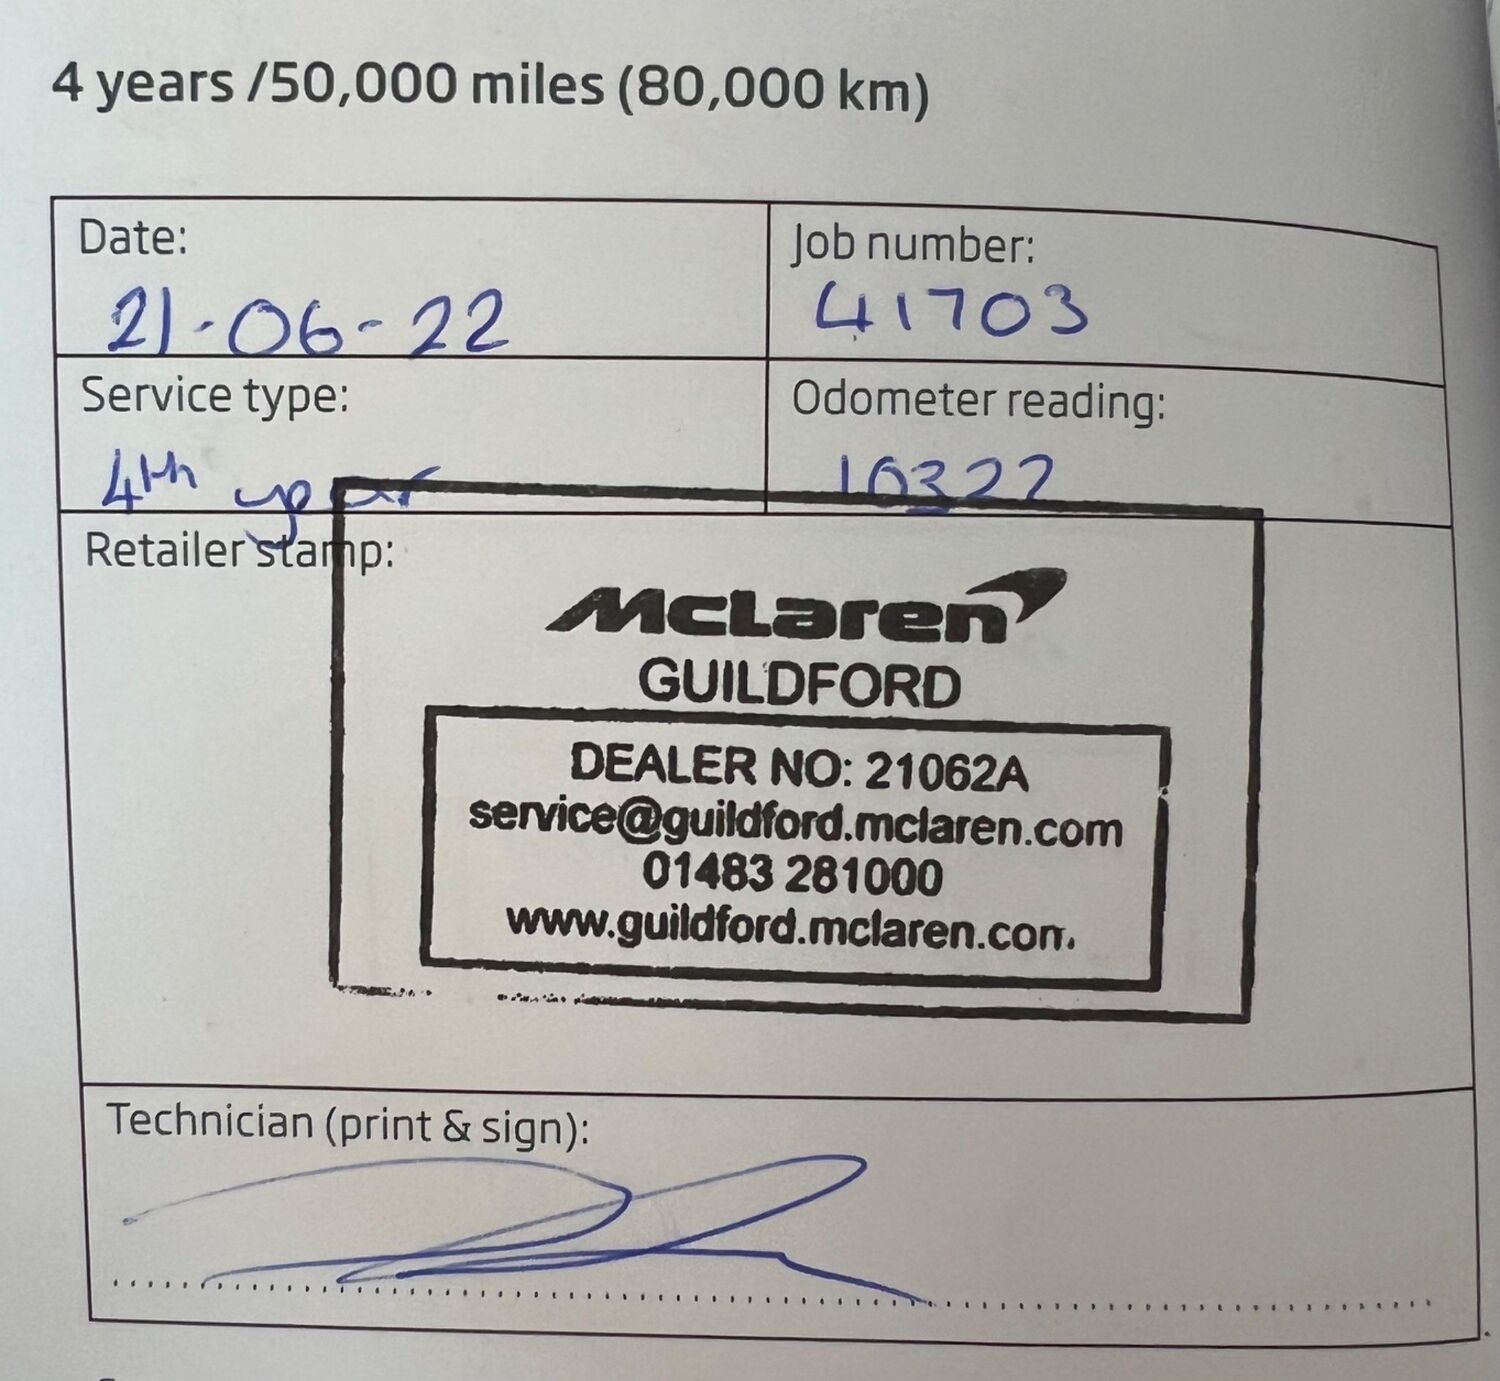 4 years /50,000 miles (80,000 km)
Date:
21-06-22
Job number:
41703
Service type:
4th year
Odometer reading:
10322
Retailer stamp:
McLaren
GUILDFORD
DEALER NO: 21062A
service@guildford.mclaren.com
01483 281000
www.guildford.mclaren.com
Technician (print & sign):